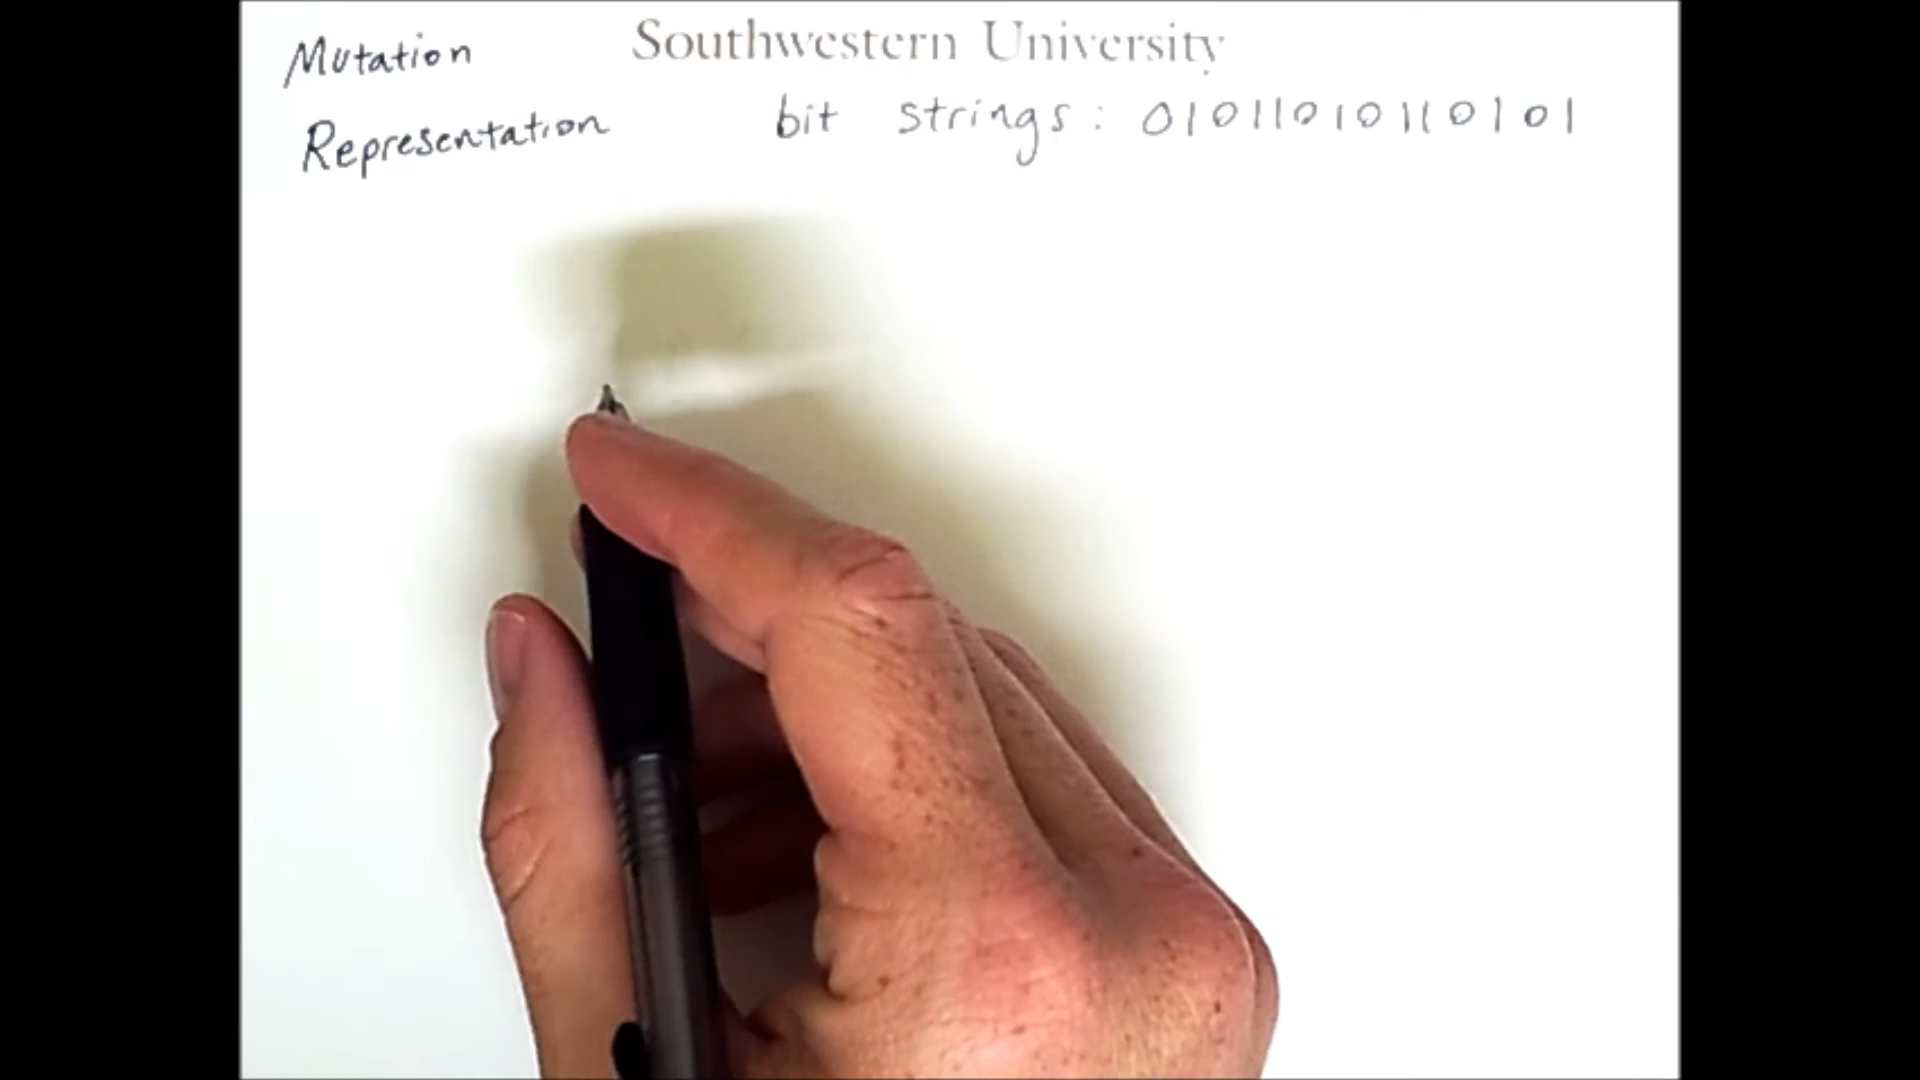 Southwestern University
Mutation
Representation bit strings: 01011010110101